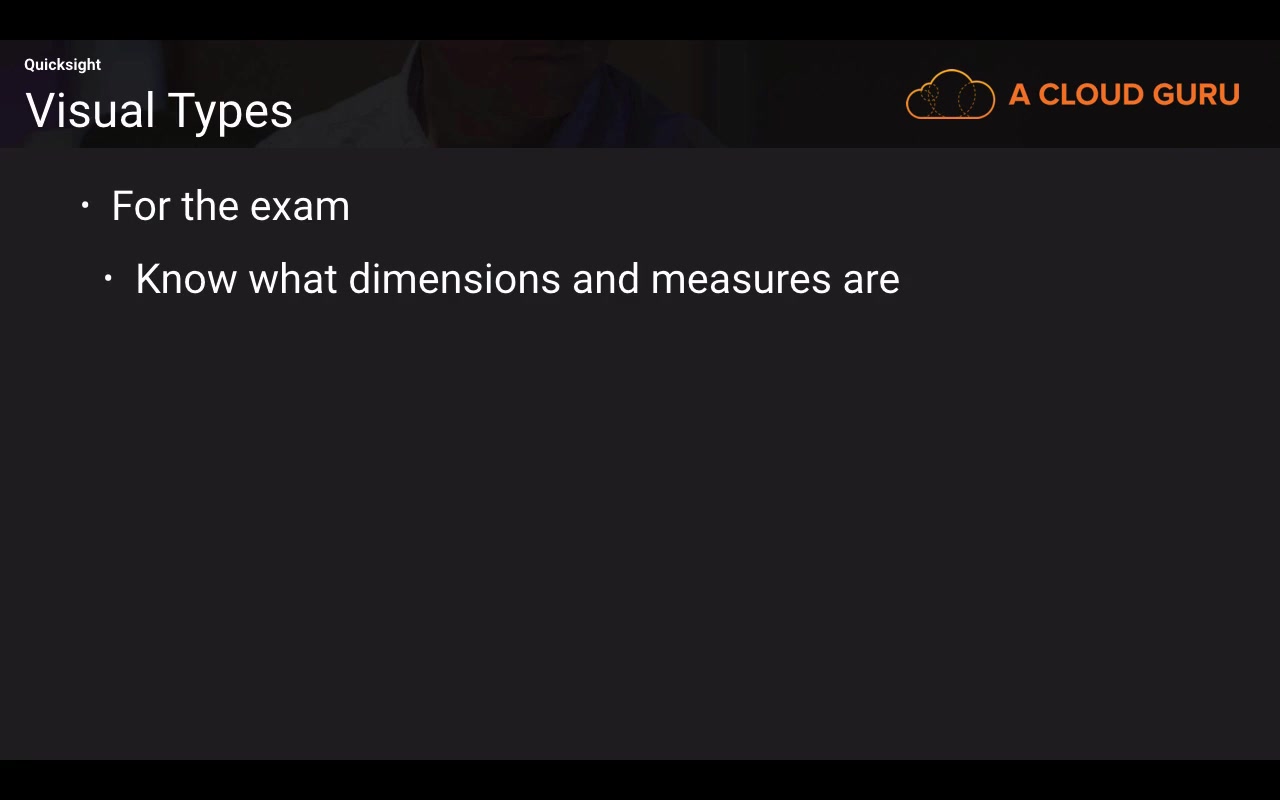 Quicksight
Visual Types
A CLOUD GURU
• For the exam
• Know what dimensions and measures are